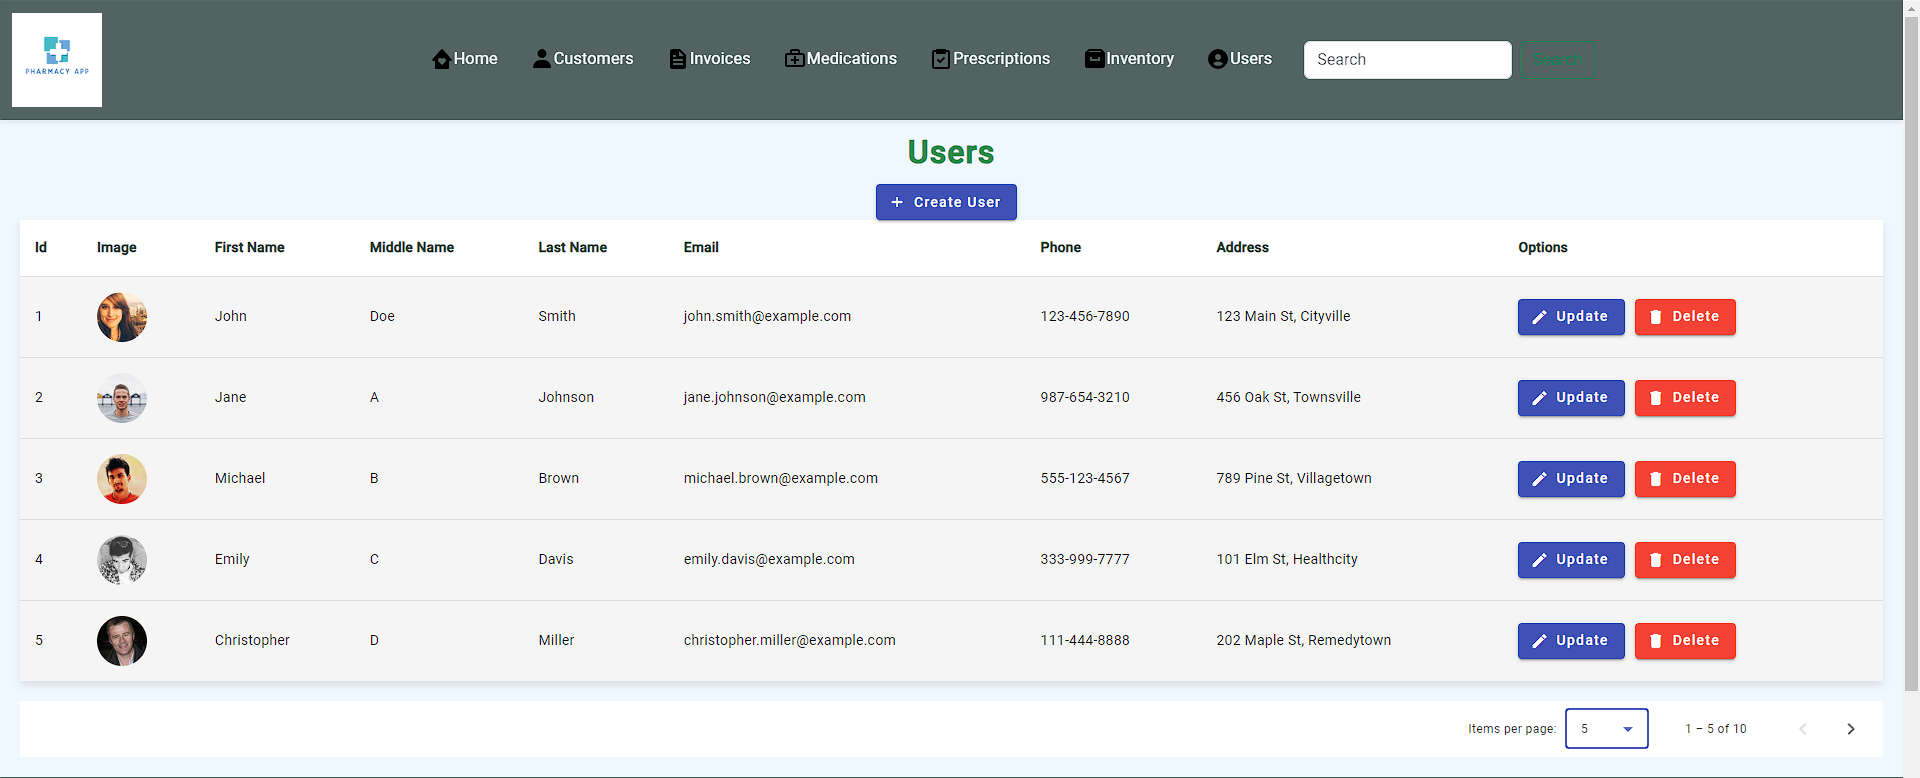 PHARMACY APP
Home Customers Invoices Medications Prescriptions Inventory Users Search Search
Users
+ Create User
Id Image First Name Middle Name Last Name Email Phone Address Options
1 John Doe Smith john.smith@example.com 123-456-7890 123 Main St, Cityville Update Delete
2 Jane A Johnson jane.johnson@example.com 987-654-3210 456 Oak St, Townsville Update Delete
3 Michael B Brown michael.brown@example.com 555-123-4567 789 Pine St, Villagetown Update Delete
4 Emily C Davis emily.davis@example.com 333-999-7777 101 Elm St, Healthcity Update Delete
5 Christopher D Miller christopher.miller@example.com 111-444-8888 202 Maple St, Remedytown Update Delete
Items per page: 5 1 – 5 of 10